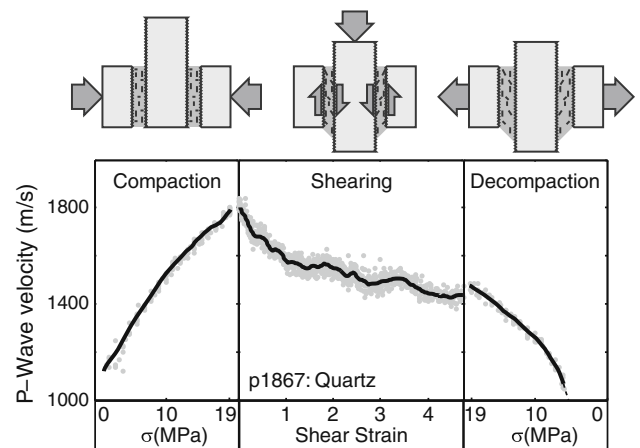 Compaction Shearing Decompaction
P-Wave velocity (m/s)
1800
1400
1000
p1867: Quartz
0 10 19 1 2 3 4 19 10 0
σ(MPa) Shear Strain σ(MPa)